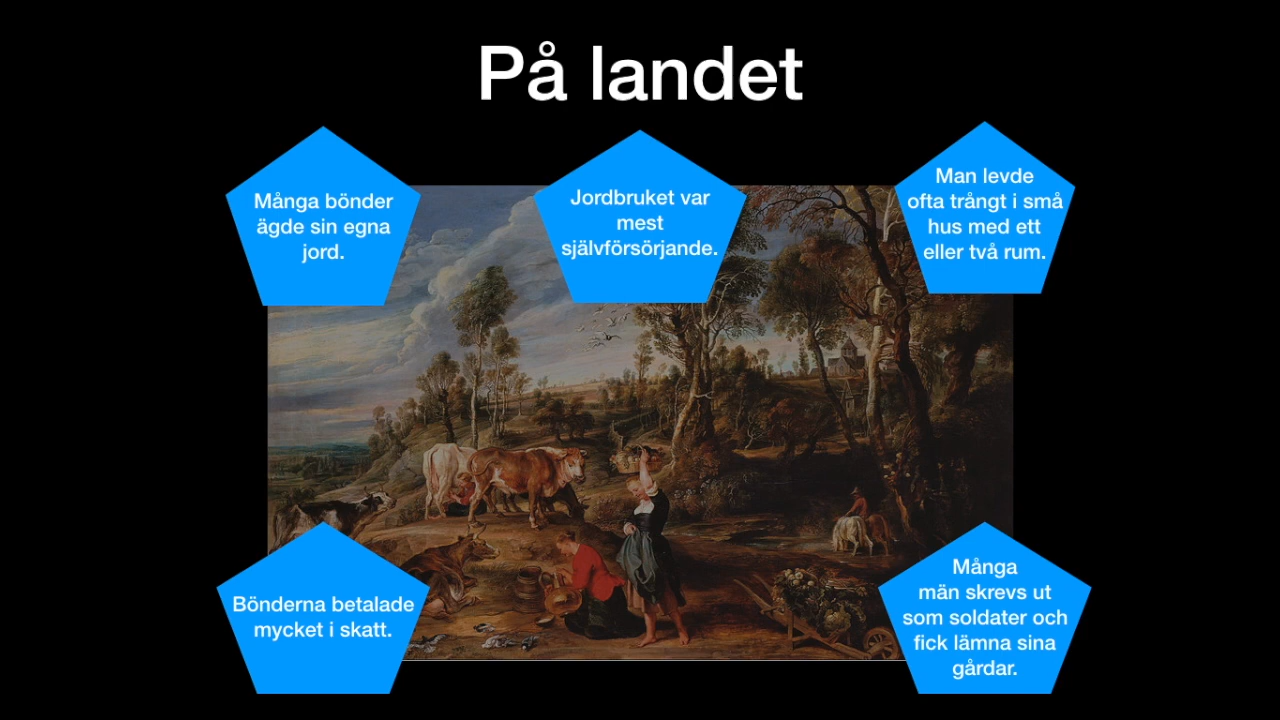 På landet
Många bönder
ägde sin egna
jord.
Jordbruket var
mest
självförsörjande.
Man levde
ofta trångt i små
hus med ett
eller två rum.
Bönderna betalade
mycket i skatt.
Många
män skrevs ut
som soldater och
fick lämna sina
gårdar.